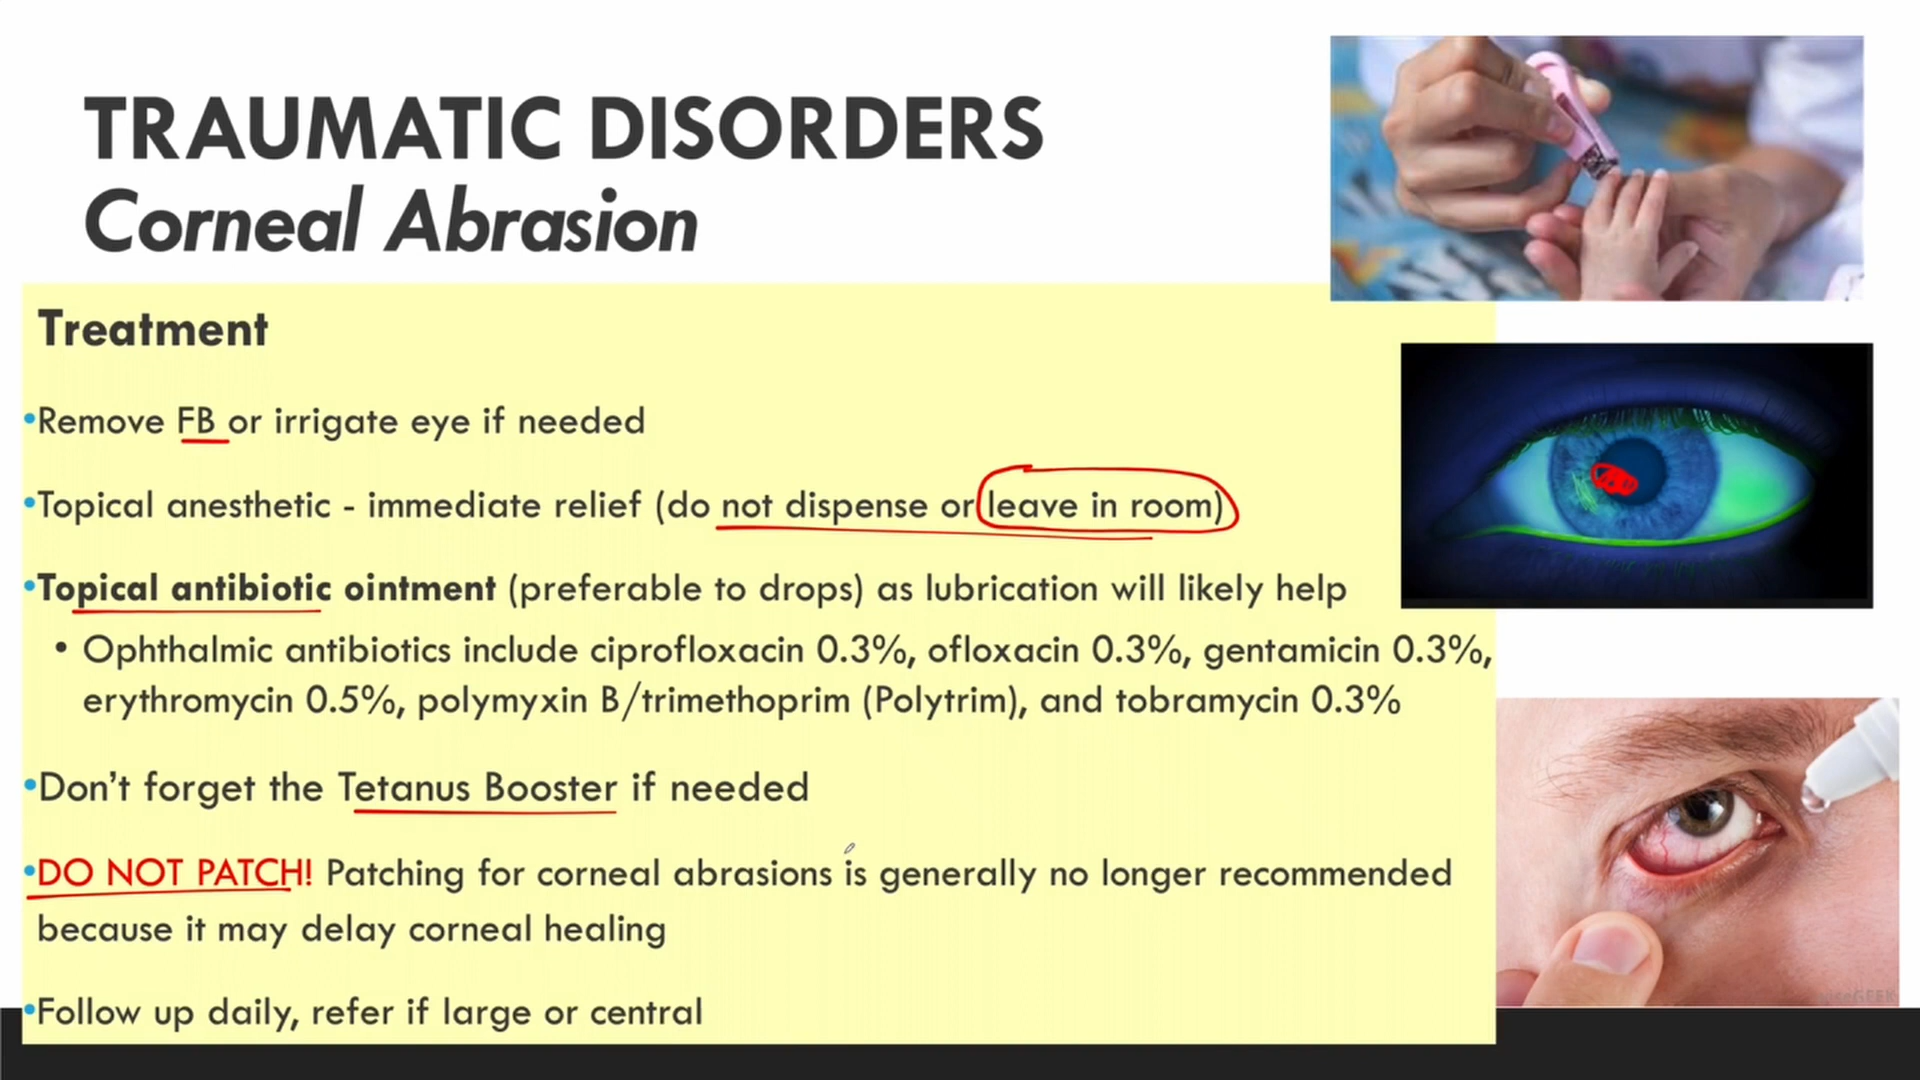 TRAUMATIC DISORDERS
Corneal Abrasion
Treatment
•Remove FB or irrigate eye if needed
•Topical anesthetic - immediate relief (do not dispense or leave in room)
•Topical antibiotic ointment (preferable to drops) as lubrication will likely help
• Ophthalmic antibiotics include ciprofloxacin 0.3%, ofloxacin 0.3%, gentamicin 0.3%,
erythromycin 0.5%, polymyxin B/trimethoprim (Polytrim), and tobramycin 0.3%
•Don’t forget the Tetanus Booster if needed
•DO NOT PATCH! Patching for corneal abrasions is generally no longer recommended
because it may delay corneal healing
•Follow up daily, refer if large or central